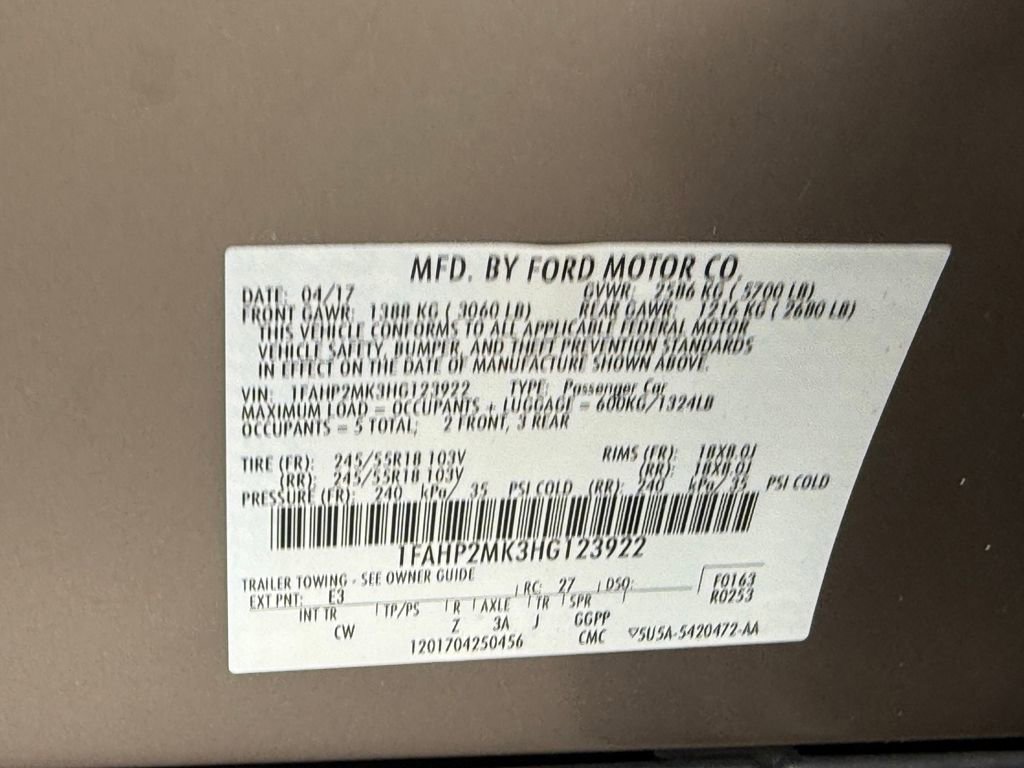 MFD. BY FORD MOTOR CO.
DATE: 04/17 GVWR: 2586 KG ( 5700 LB)
FRONT GAWR: 1388 KG ( 3060 LB) REAR GAWR: 1216 KG ( 2680 LB)
THIS VEHICLE CONFORMS TO ALL APPLICABLE FEDERAL MOTOR
VEHICLE SAFETY, BUMPER, AND THEFT PREVENTION STANDARDS
IN EFFECT ON THE DATE OF MANUFACTURE SHOWN ABOVE.
VIN: 1FAHP2MK3HG123922 TYPE: Passenger Car
MAXIMUM LOAD = OCCUPANTS + LUGGAGE = 600KG/1324LB
OCCUPANTS = 5 TOTAL; 2 FRONT, 3 REAR
TIRE (FR): 245/55R18 103V RIMS (FR): 18X8.0J
(RR): 245/55R18 103V (RR): 18X8.0J
PRESSURE (FR): 240 kPa/ 35 PSI COLD (RR): 240 kPa/ 35 PSI COLD
1FAHP2MK3HG123922
TRAILER TOWING - SEE OWNER GUIDE
EXT PNT: E3 RC: 27 DSO: F0163
R0253
INT TR TP/PS R AXLE TR SPR
CW Z 3A J GGPP
1201704250456 CMC ▽5U5A-5420472-AA